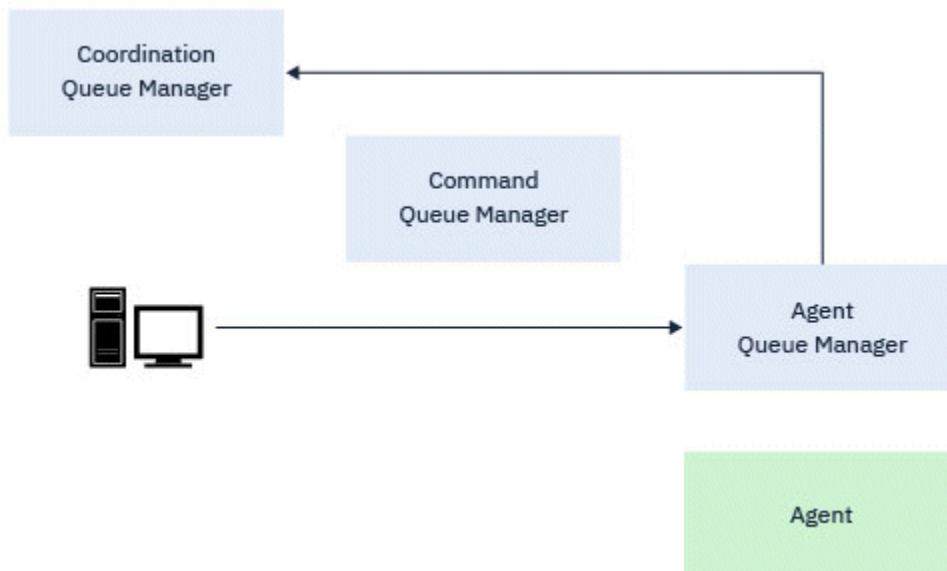 Coordination
Queue Manager
Command
Queue Manager
Agent
Queue Manager
Agent